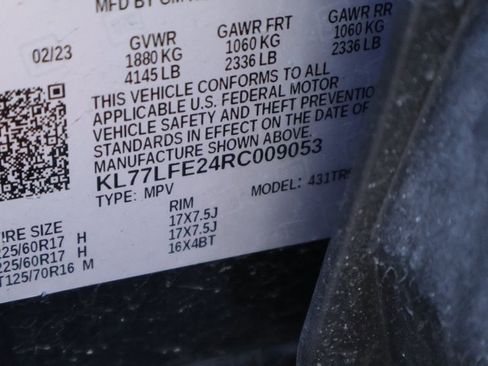 MFD BY GM
02/23
GVWR
1880 KG
4145 LB
GAWR FRT
1060 KG
2336 LB
GAWR RR
1060 KG
2336 LB
THIS VEHICLE CONFORMS TO ALL
APPLICABLE U.S. FEDERAL MOTOR
VEHICLE SAFETY AND THEFT PREVENTIO
STANDARDS IN EFFECT ON THE DATE OF
MANUFACTURE SHOWN ABOVE.
KL77LFE24RC009053
TYPE: MPV MODEL: 431TR
IRE SIZE RIM
225/60R17 H 17X7.5J
225/60R17 H 17X7.5J
T125/70R16 M 16X4BT